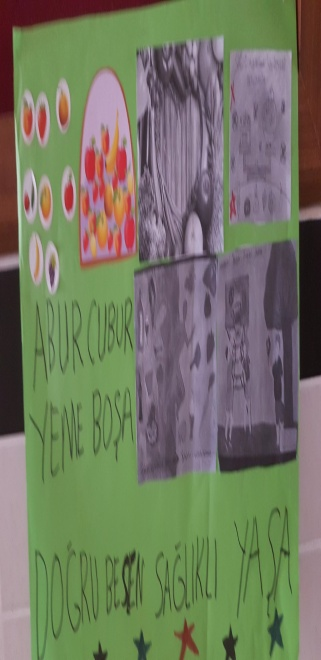 ABUR CUBUR
YEME BOŞA
DOĞRU BESLEN SAĞLIKLI YAŞA